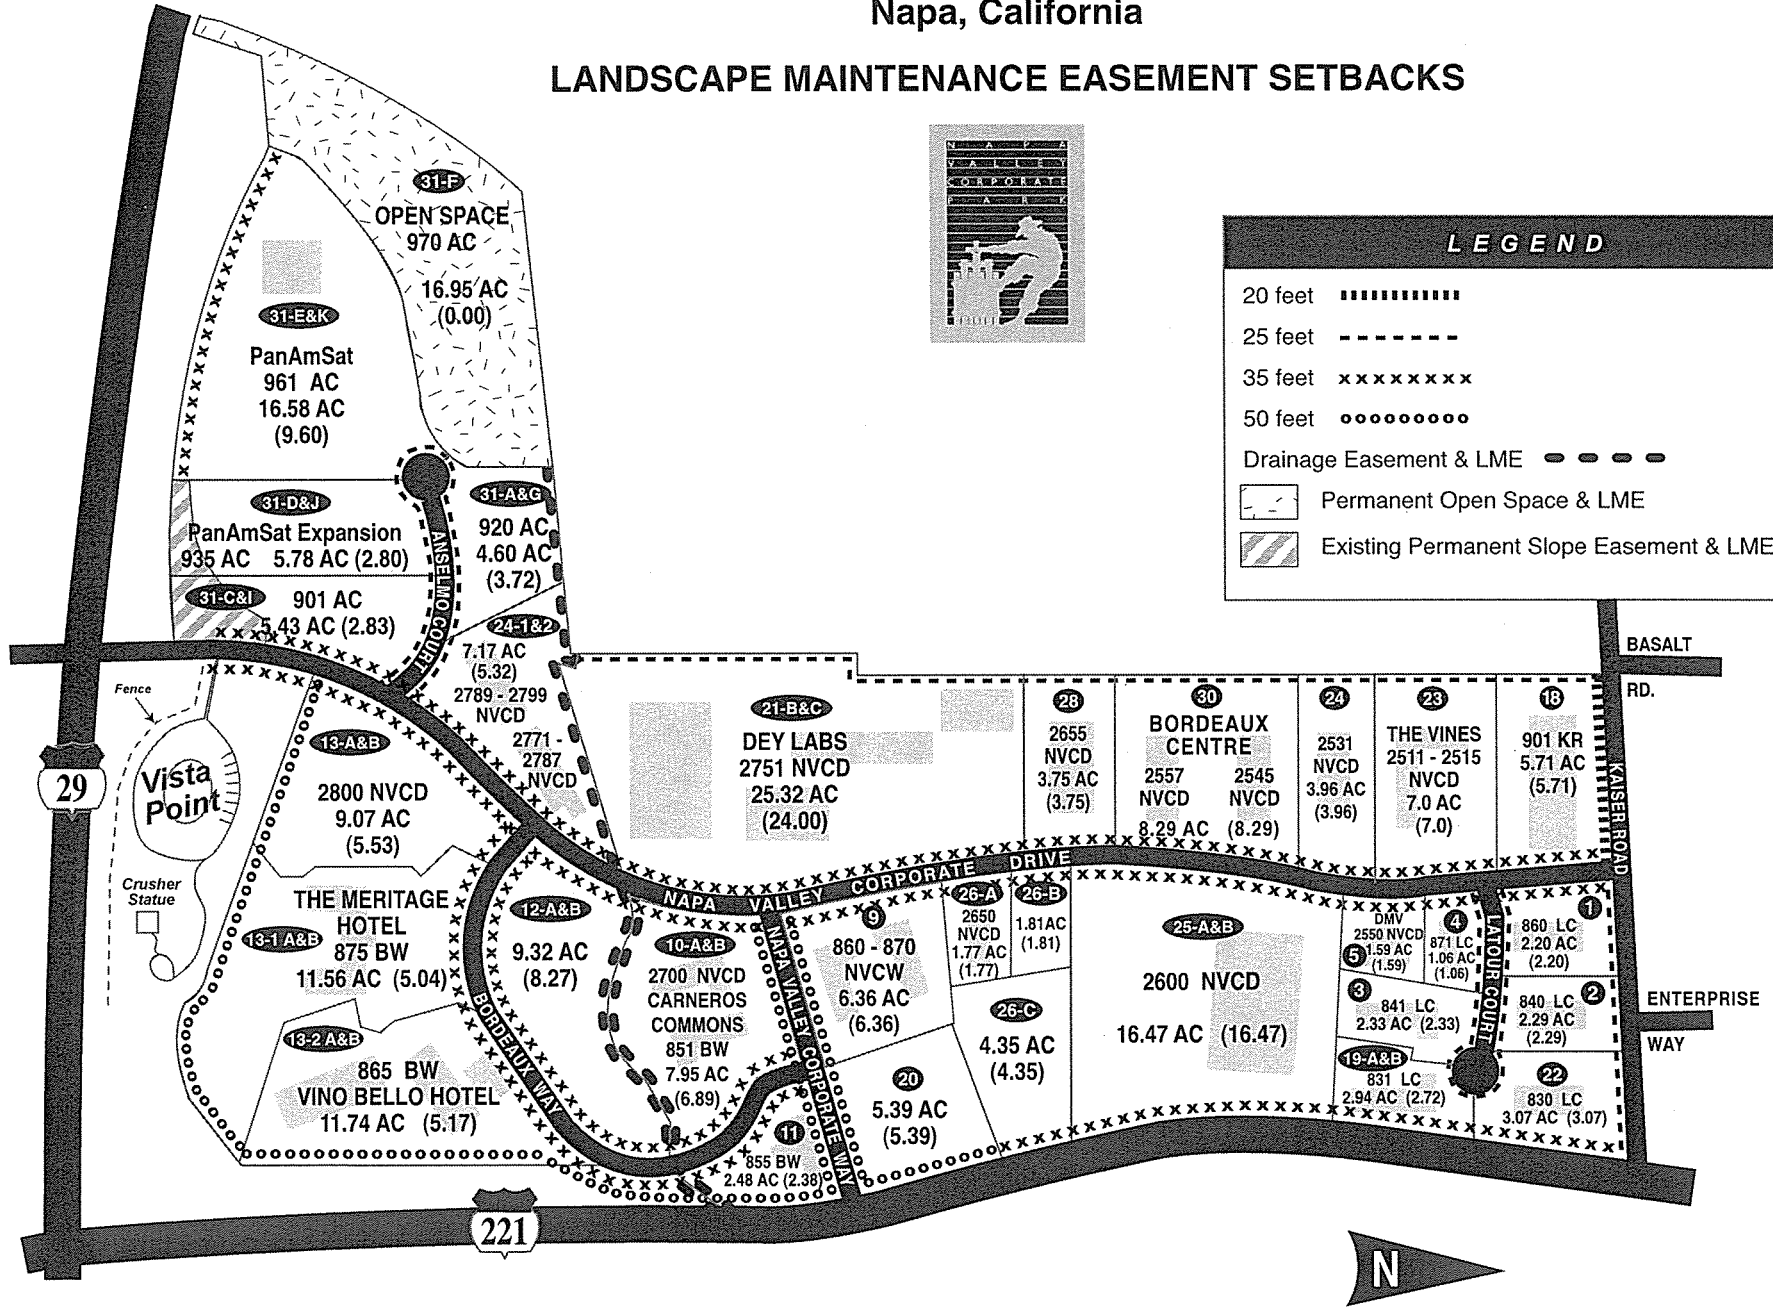 Napa, California
LANDSCAPE MAINTENANCE EASEMENT SETBACKS
NAPA
VALLEY
CORPORATE
PARK
LEGEND
20 feet
25 feet
35 feet
50 feet
Drainage Easement & LME
Permanent Open Space & LME
Existing Permanent Slope Easement & LME
31-F
OPEN SPACE
970 AC
16.95 AC
(0.00)
31-E&K
PanAmSat
961 AC
16.58 AC
(9.60)
31-D&J
PanAmSat Expansion
935 AC 5.78 AC (2.80)
31-C&I
901 AC
5.43 AC (2.83)
ANSELMO COURT
31-A&G
920 AC
4.60 AC
(3.72)
24-1&2
7.17 AC
(5.32)
2789 - 2799
NVCD
2771 -
2787
NVCD
21-B&C
DEY LABS
2751 NVCD
25.32 AC
(24.00)
28
2655
NVCD
3.75 AC
(3.75)
30
BORDEAUX
CENTRE
2557
NVCD
2545
NVCD
8.29 AC (8.29)
24
2531
NVCD
3.96 AC
(3.96)
23
THE VINES
2511 - 2515
NVCD
7.0 AC
(7.0)
18
901 KR
5.71 AC
(5.71)
BASALT
RD.
KAISER ROAD
Fence
Vista
Point
29
Crusher
Statue
13-A&B
2800 NVCD
9.07 AC
(5.53)
THE MERITAGE
HOTEL
13-1 A&B
875 BW
11.56 AC (5.04)
13-2 A&B
865 BW
VINO BELLO HOTEL
11.74 AC (5.17)
BORDEAUX WAY
12-A&B
9.32 AC
(8.27)
10-A&B
2700 NVCD
CARNEROS
COMMONS
851 BW
7.95 AC
(6.89)
11
855 BW
2.48 AC (2.38)
NAPA VALLEY CORPORATE DRIVE
NAPA VALLEY CORPORATE WAY
9
860 - 870
NVCW
6.36 AC
(6.36)
20
5.39 AC
(5.39)
26-A
2650
NVCD
1.77 AC
(1.77)
26-B
1.81AC
(1.81)
26-C
4.35 AC
(4.35)
25-A&B
2600 NVCD
16.47 AC (16.47)
DMV
2550 NVCD
5
1.59 AC
(1.59)
4
871 LC
1.06 AC
(1.06)
3
841 LC
2.33 AC (2.33)
19-A&B
831 LC
2.94 AC (2.72)
LATOUR COURT
1
860 LC
2.20 AC
(2.20)
2
840 LC
2.29 AC
(2.29)
22
830 LC
3.07 AC (3.07)
ENTERPRISE
WAY
221
N